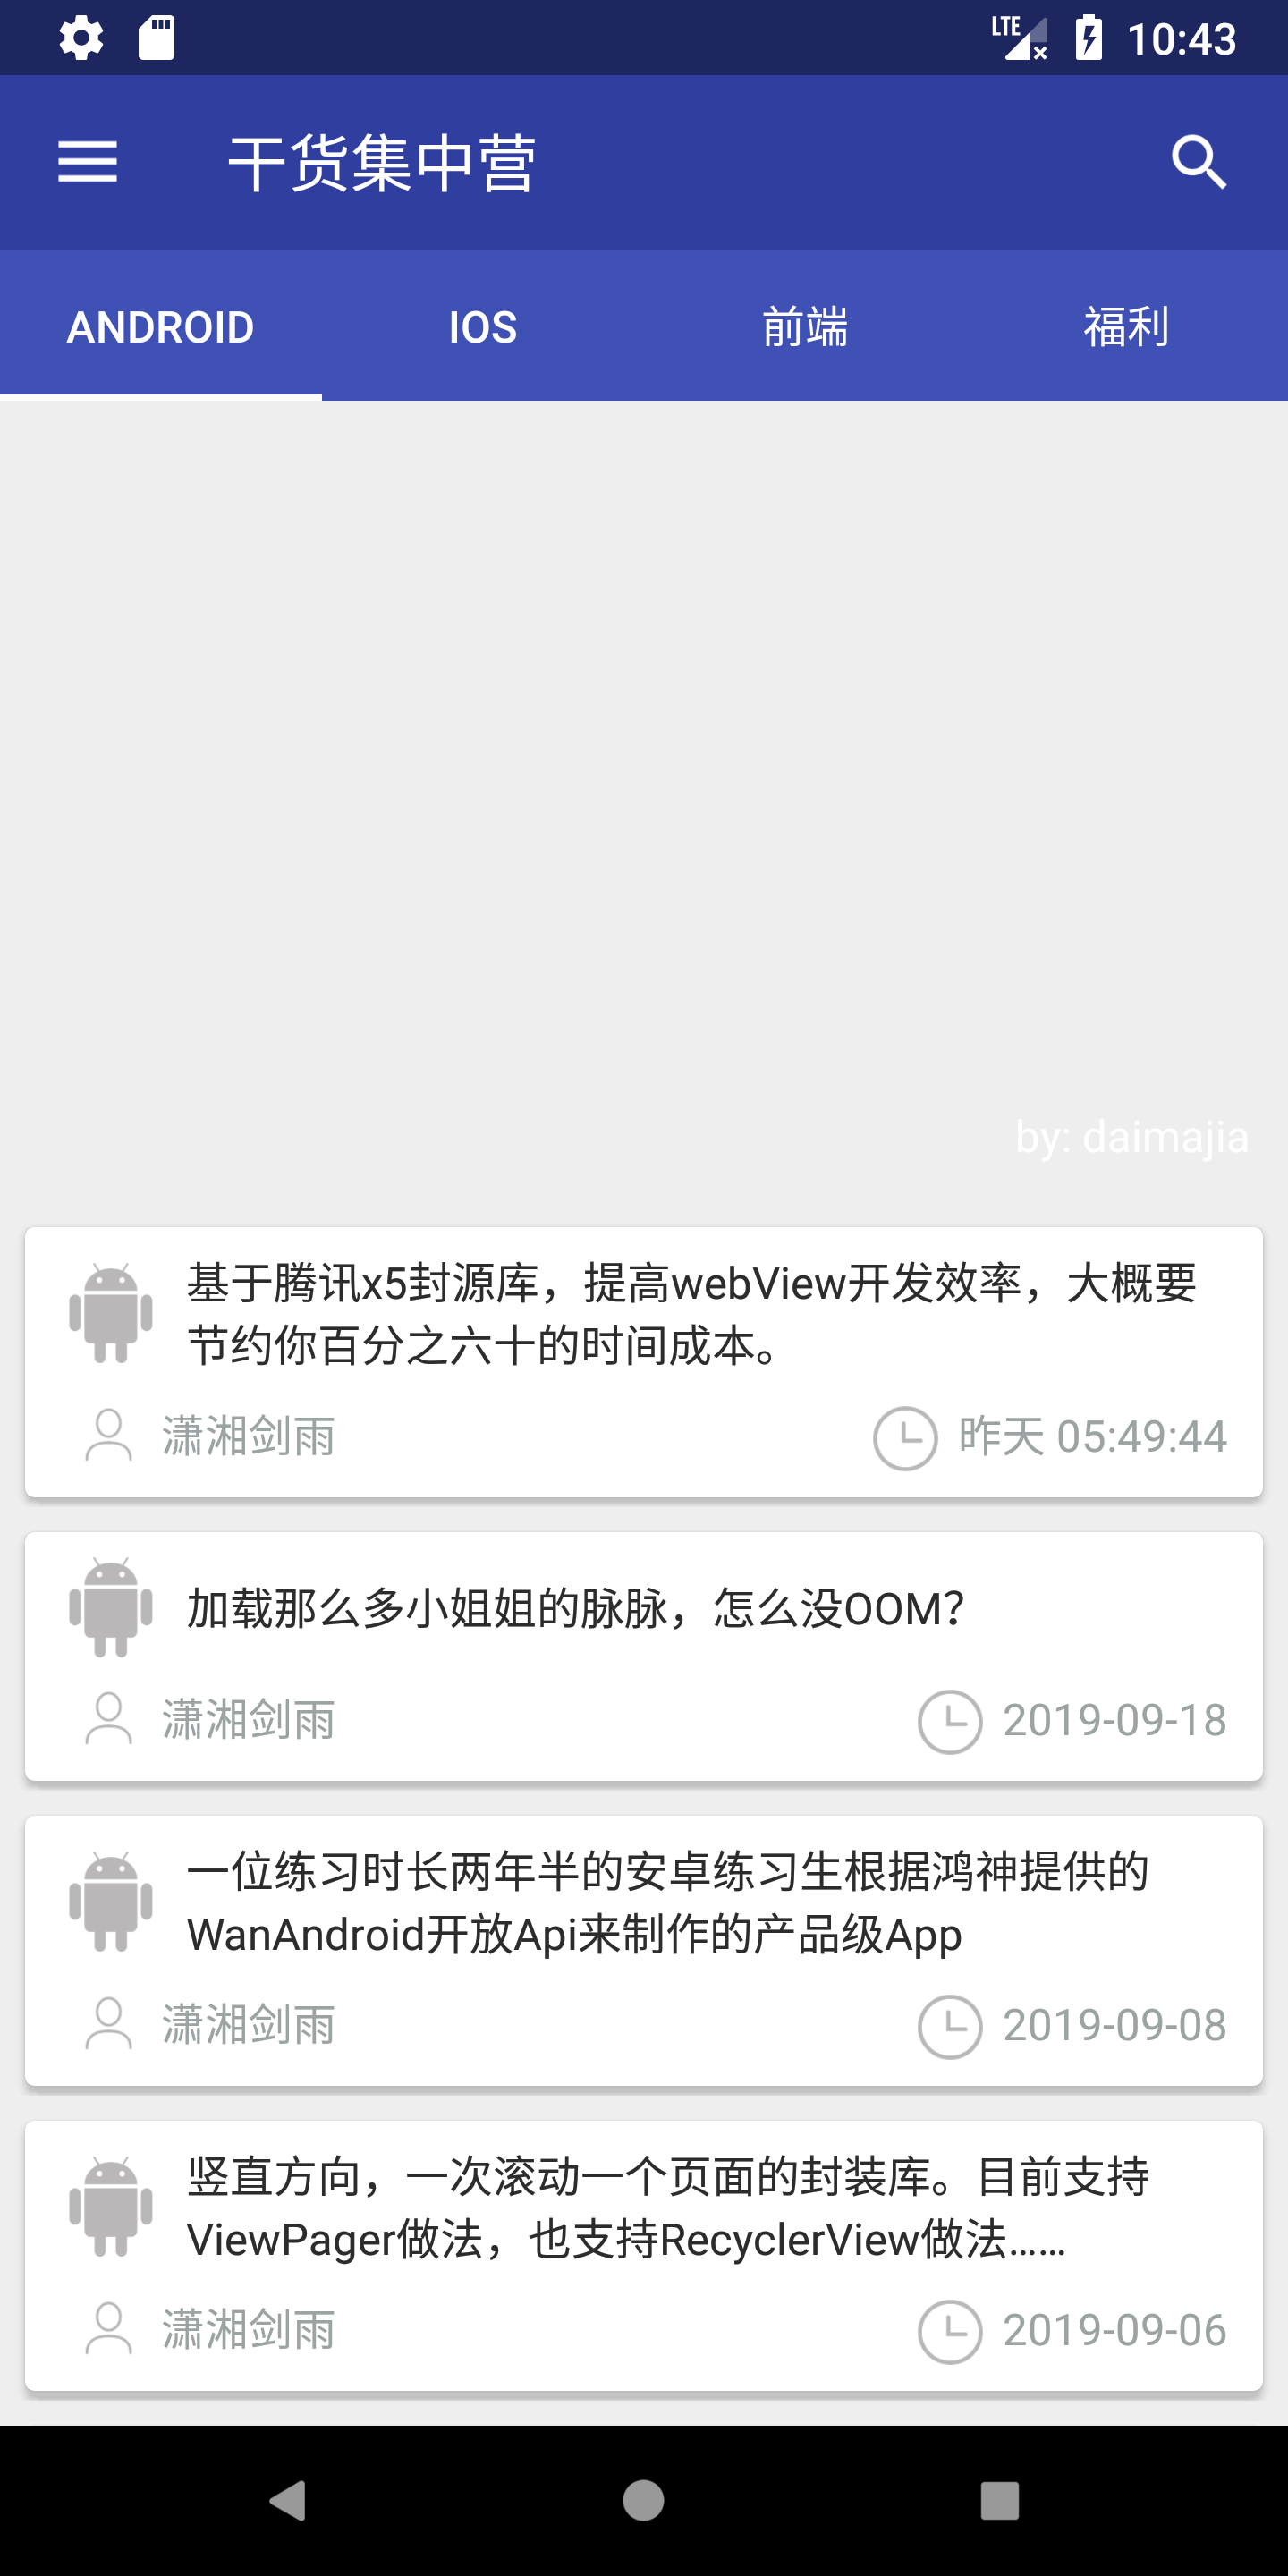 LTE 10:43
干货集中营
ANDROID IOS 前端 福利
by: daimajia
基于腾讯x5封源库，提高webView开发效率，大概要
节约你百分之六十的时间成本。
潇湘剑雨 昨天 05:49:44
加载那么多小姐姐的脉脉，怎么没OOM？
潇湘剑雨 2019-09-18
一位练习时长两年半的安卓练习生根据鸿神提供的
WanAndroid开放Api来制作的产品级App
潇湘剑雨 2019-09-08
竖直方向，一次滚动一个页面的封装库。目前支持
ViewPager做法，也支持RecyclerView做法……
潇湘剑雨 2019-09-06